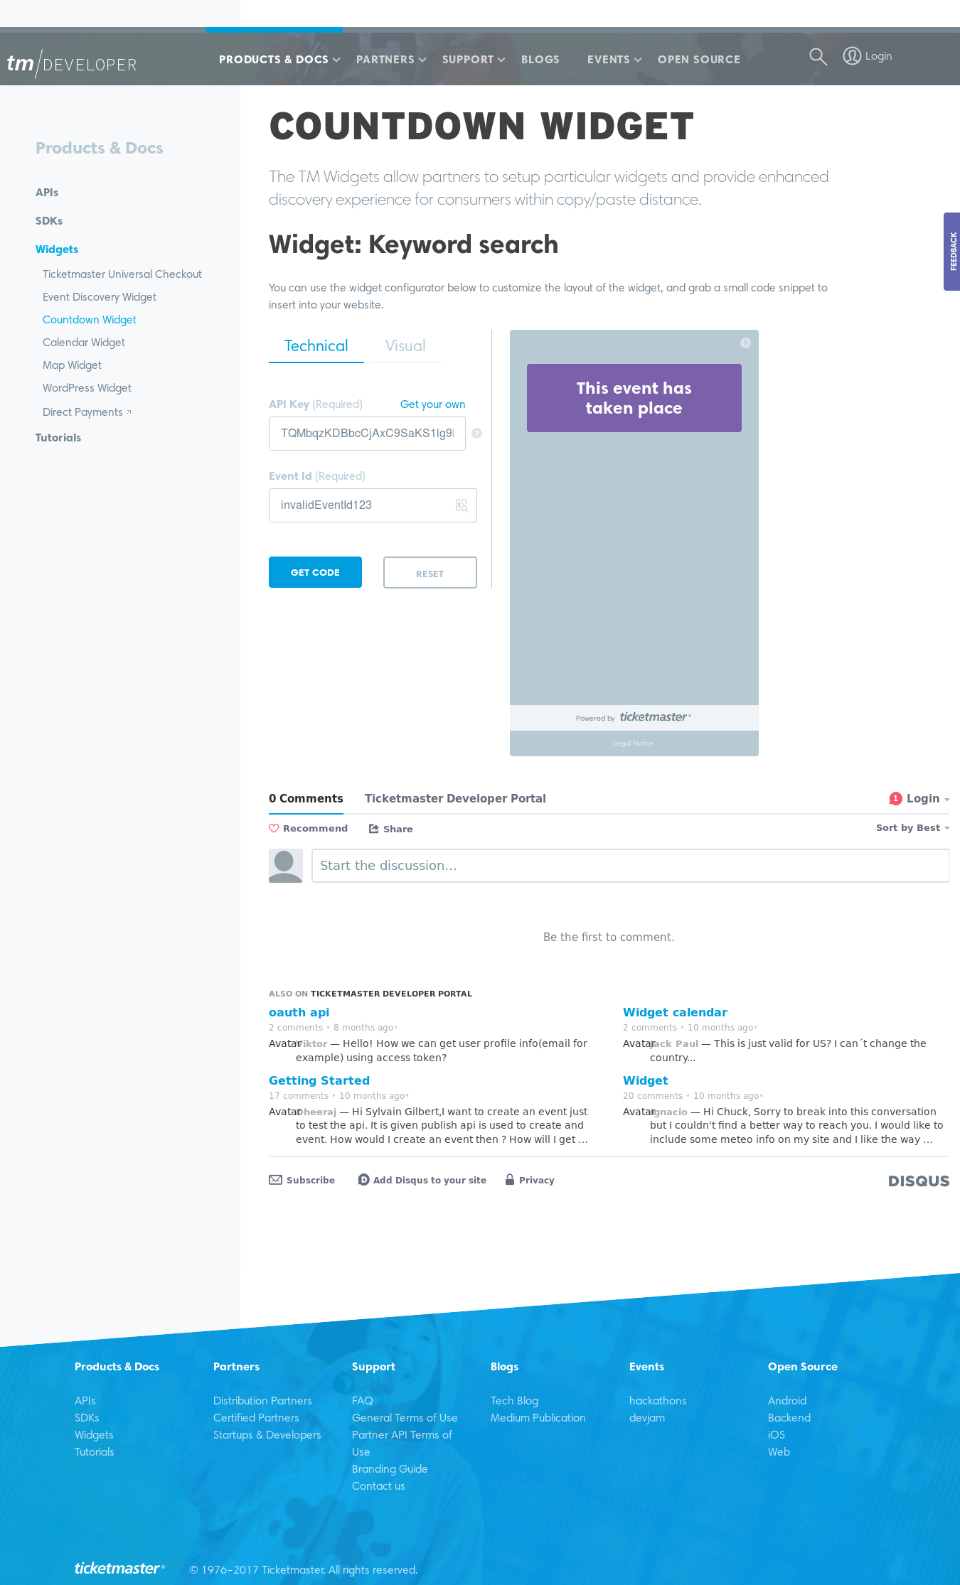 tm/DEVELOPER
PRODUCTS & DOCS PARTNERS SUPPORT BLOGS EVENTS OPEN SOURCE Login
Products & Docs
APIs
SDKs
Widgets
Ticketmaster Universal Checkout
Event Discovery Widget
Countdown Widget
Calendar Widget
Map Widget
WordPress Widget
Direct Payments
Tutorials
COUNTDOWN WIDGET
The TM Widgets allow partners to setup particular widgets and provide enhanced
discovery experience for consumers within copy/paste distance.
FEEDBACK
Widget: Keyword search
You can use the widget configurator below to customize the layout of the widget, and grab a small code snippet to
insert into your website.
Technical Visual
API Key (Required) Get your own
TQMbqzKDBbcCjAxC9SaKS1lg9
?
Event Id (Required)
invalidEventId123
GET CODE RESET
?
This event has
taken place
Powered by ticketmaster®
Legal Notice
0 Comments Ticketmaster Developer Portal 1 Login
Recommend Share Sort by Best
Start the discussion...
Be the first to comment.
ALSO ON TICKETMASTER DEVELOPER PORTAL
oauth api
2 comments • 8 months ago•
Avatar Viktor — Hello! How we can get user profile info(email for
example) using access token?
Widget calendar
2 comments • 10 months ago•
Avatar Jack Paul — This is just valid for US? I can´t change the
country...
Getting Started
17 comments • 10 months ago•
Avatar Dheeraj — Hi Sylvain Gilbert,I want to create an event just
to test the api. It is given publish api is used to create and
event. How would I create an event then ? How will I get ...
Widget
20 comments • 10 months ago•
Avatar Ignacio — Hi Chuck, Sorry to break into this conversation
but I couldn't find a better way to reach you. I would like to
include some meteo info on my site and I like the way ...
Subscribe D Add Disqus to your site Privacy DISQUS
Products & Docs
APIs
SDKs
Widgets
Tutorials
Partners
Distribution Partners
Certified Partners
Startups & Developers
Support
FAQ
General Terms of Use
Partner API Terms of
Use
Branding Guide
Contact us
Blogs
Tech Blog
Medium Publication
Events
hackathons
devjam
Open Source
Android
Backend
iOS
Web
ticketmaster® © 1976-2017 Ticketmaster. All rights reserved.